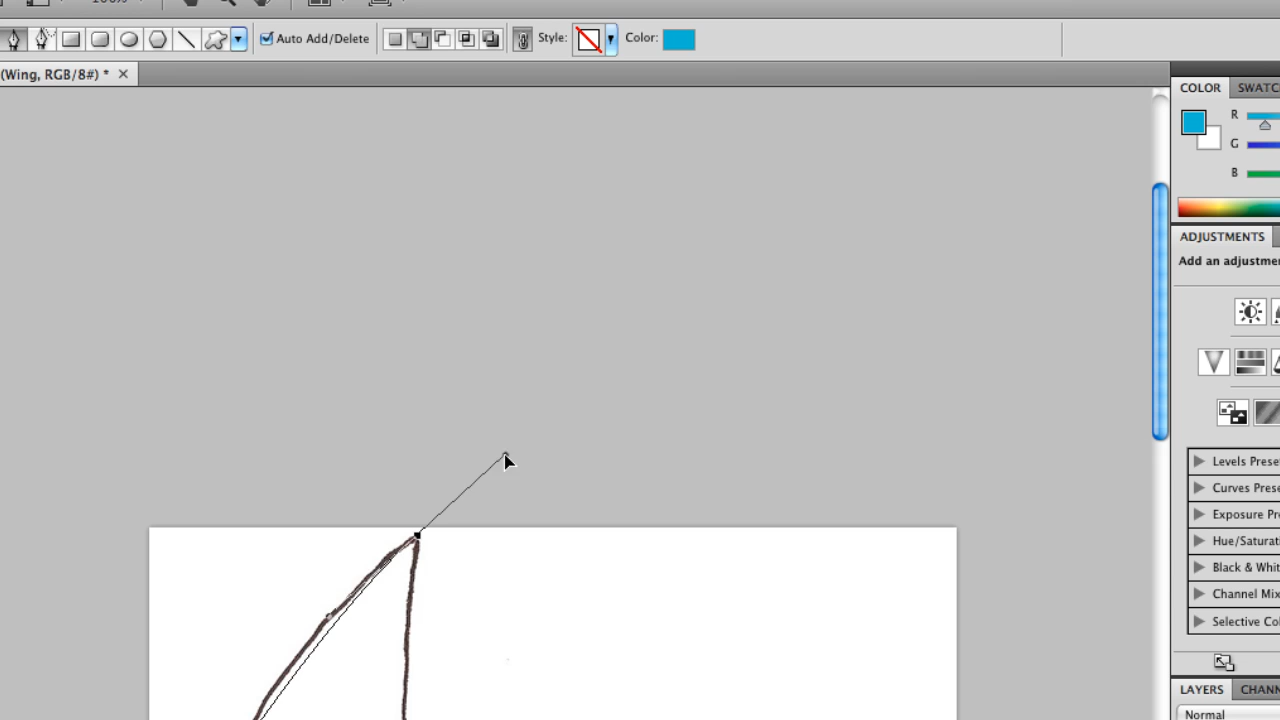 100%
Auto Add/Delete
Style:
Color:
(Wing, RGB/8#) *
COLOR
SWATC
R
G
B
ADJUSTMENTS
Add an adjustme
Levels Prese
Curves Prese
Exposure Pr
Hue/Saturat
Black & Whit
Channel Mix
Selective Co
LAYERS
CHANN
Normal